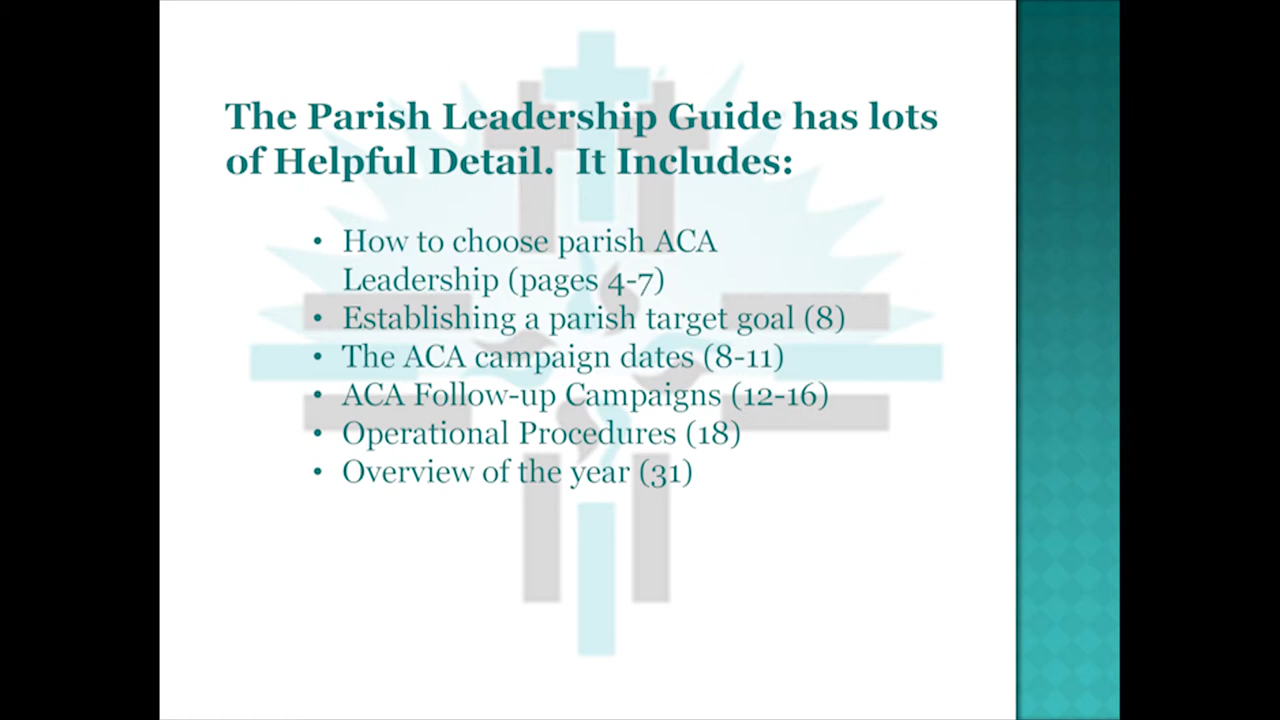 The Parish Leadership Guide has lots
of Helpful Detail.  It Includes:
• How to choose parish ACA
Leadership (pages 4-7)
• Establishing a parish target goal (8)
• The ACA campaign dates (8-11)
• ACA Follow-up Campaigns (12-16)
• Operational Procedures (18)
• Overview of the year (31)